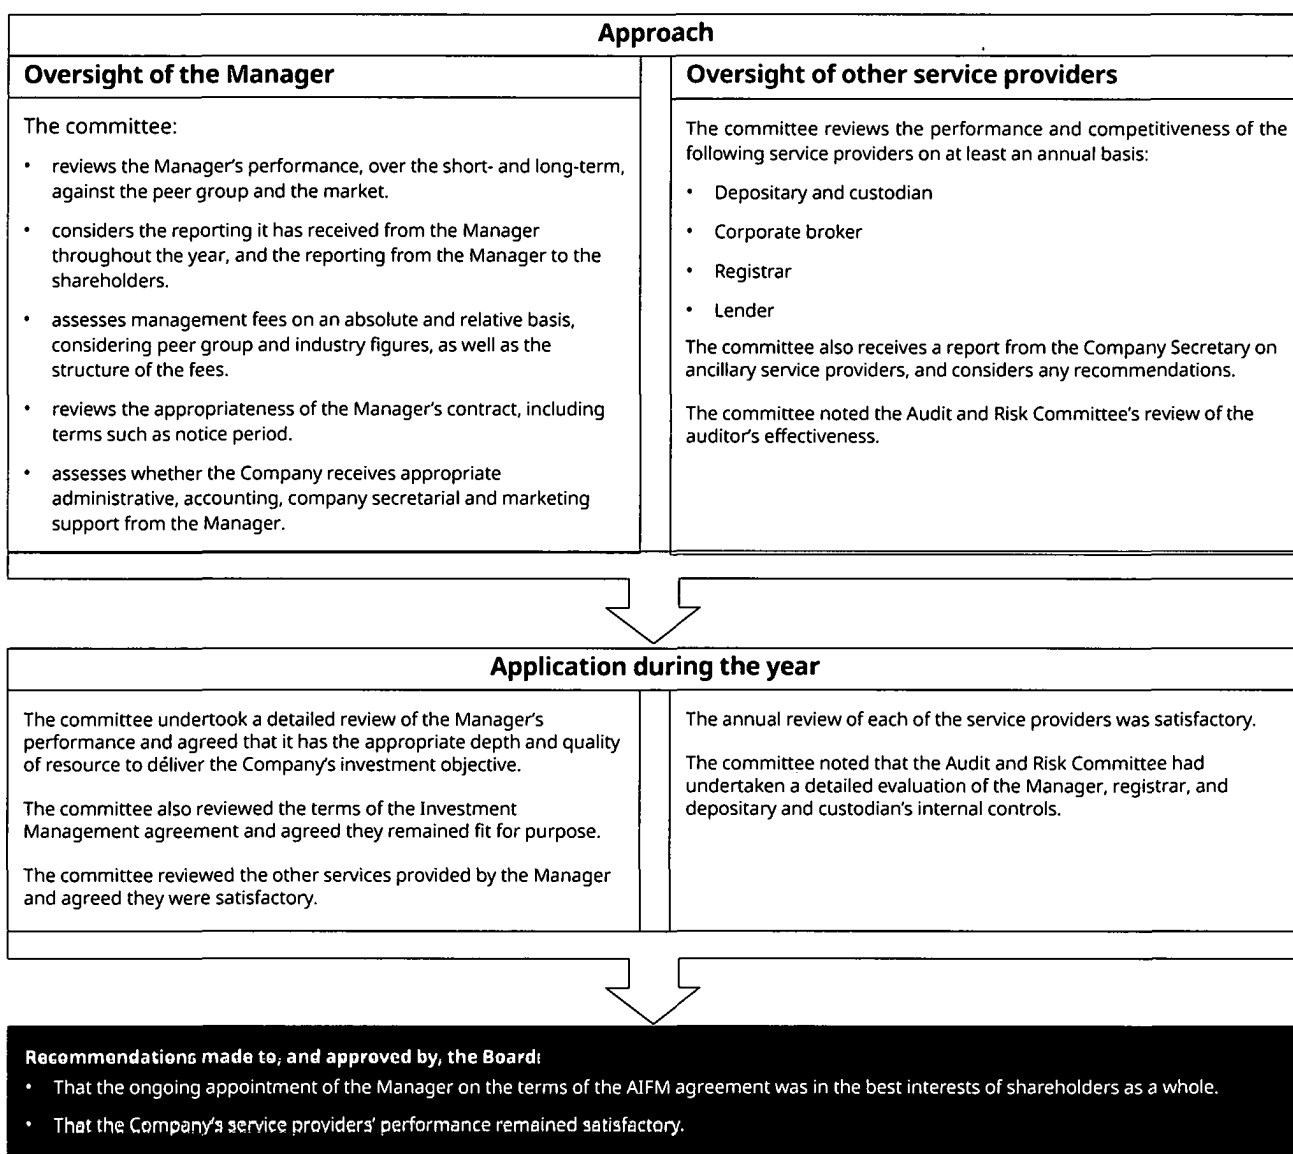 Approach
Oversight of the Manager
The committee:
• reviews the Manager's performance, over the short- and long-term,
against the peer group and the market.
• considers the reporting it has received from the Manager
throughout the year, and the reporting from the Manager to the
shareholders.
• assesses management fees on an absolute and relative basis,
considering peer group and industry figures, as well as the
structure of the fees.
• reviews the appropriateness of the Manager's contract, including
terms such as notice period.
• assesses whether the Company receives appropriate
administrative, accounting, company secretarial and marketing
support from the Manager.
Oversight of other service providers
The committee reviews the performance and competitiveness of the
following service providers on at least an annual basis:
• Depositary and custodian
• Corporate broker
• Registrar
• Lender
The committee also receives a report from the Company Secretary on
ancillary service providers, and considers any recommendations.
The committee noted the Audit and Risk Committee's review of the
auditor's effectiveness.
Application during the year
The committee undertook a detailed review of the Manager's
performance and agreed that it has the appropriate depth and quality
of resource to deliver the Company's investment objective.
The committee also reviewed the terms of the Investment
Management agreement and agreed they remained fit for purpose.
The committee reviewed the other services provided by the Manager
and agreed they were satisfactory.
The annual review of each of the service providers was satisfactory.
The committee noted that the Audit and Risk Committee had
undertaken a detailed evaluation of the Manager, registrar, and
depositary and custodian's internal controls.
Recommendations made to, and approved by, the Board:
• That the ongoing appointment of the Manager on the terms of the AIFM agreement was in the best interests of shareholders as a whole.
• That the Company's service providers' performance remained satisfactory.